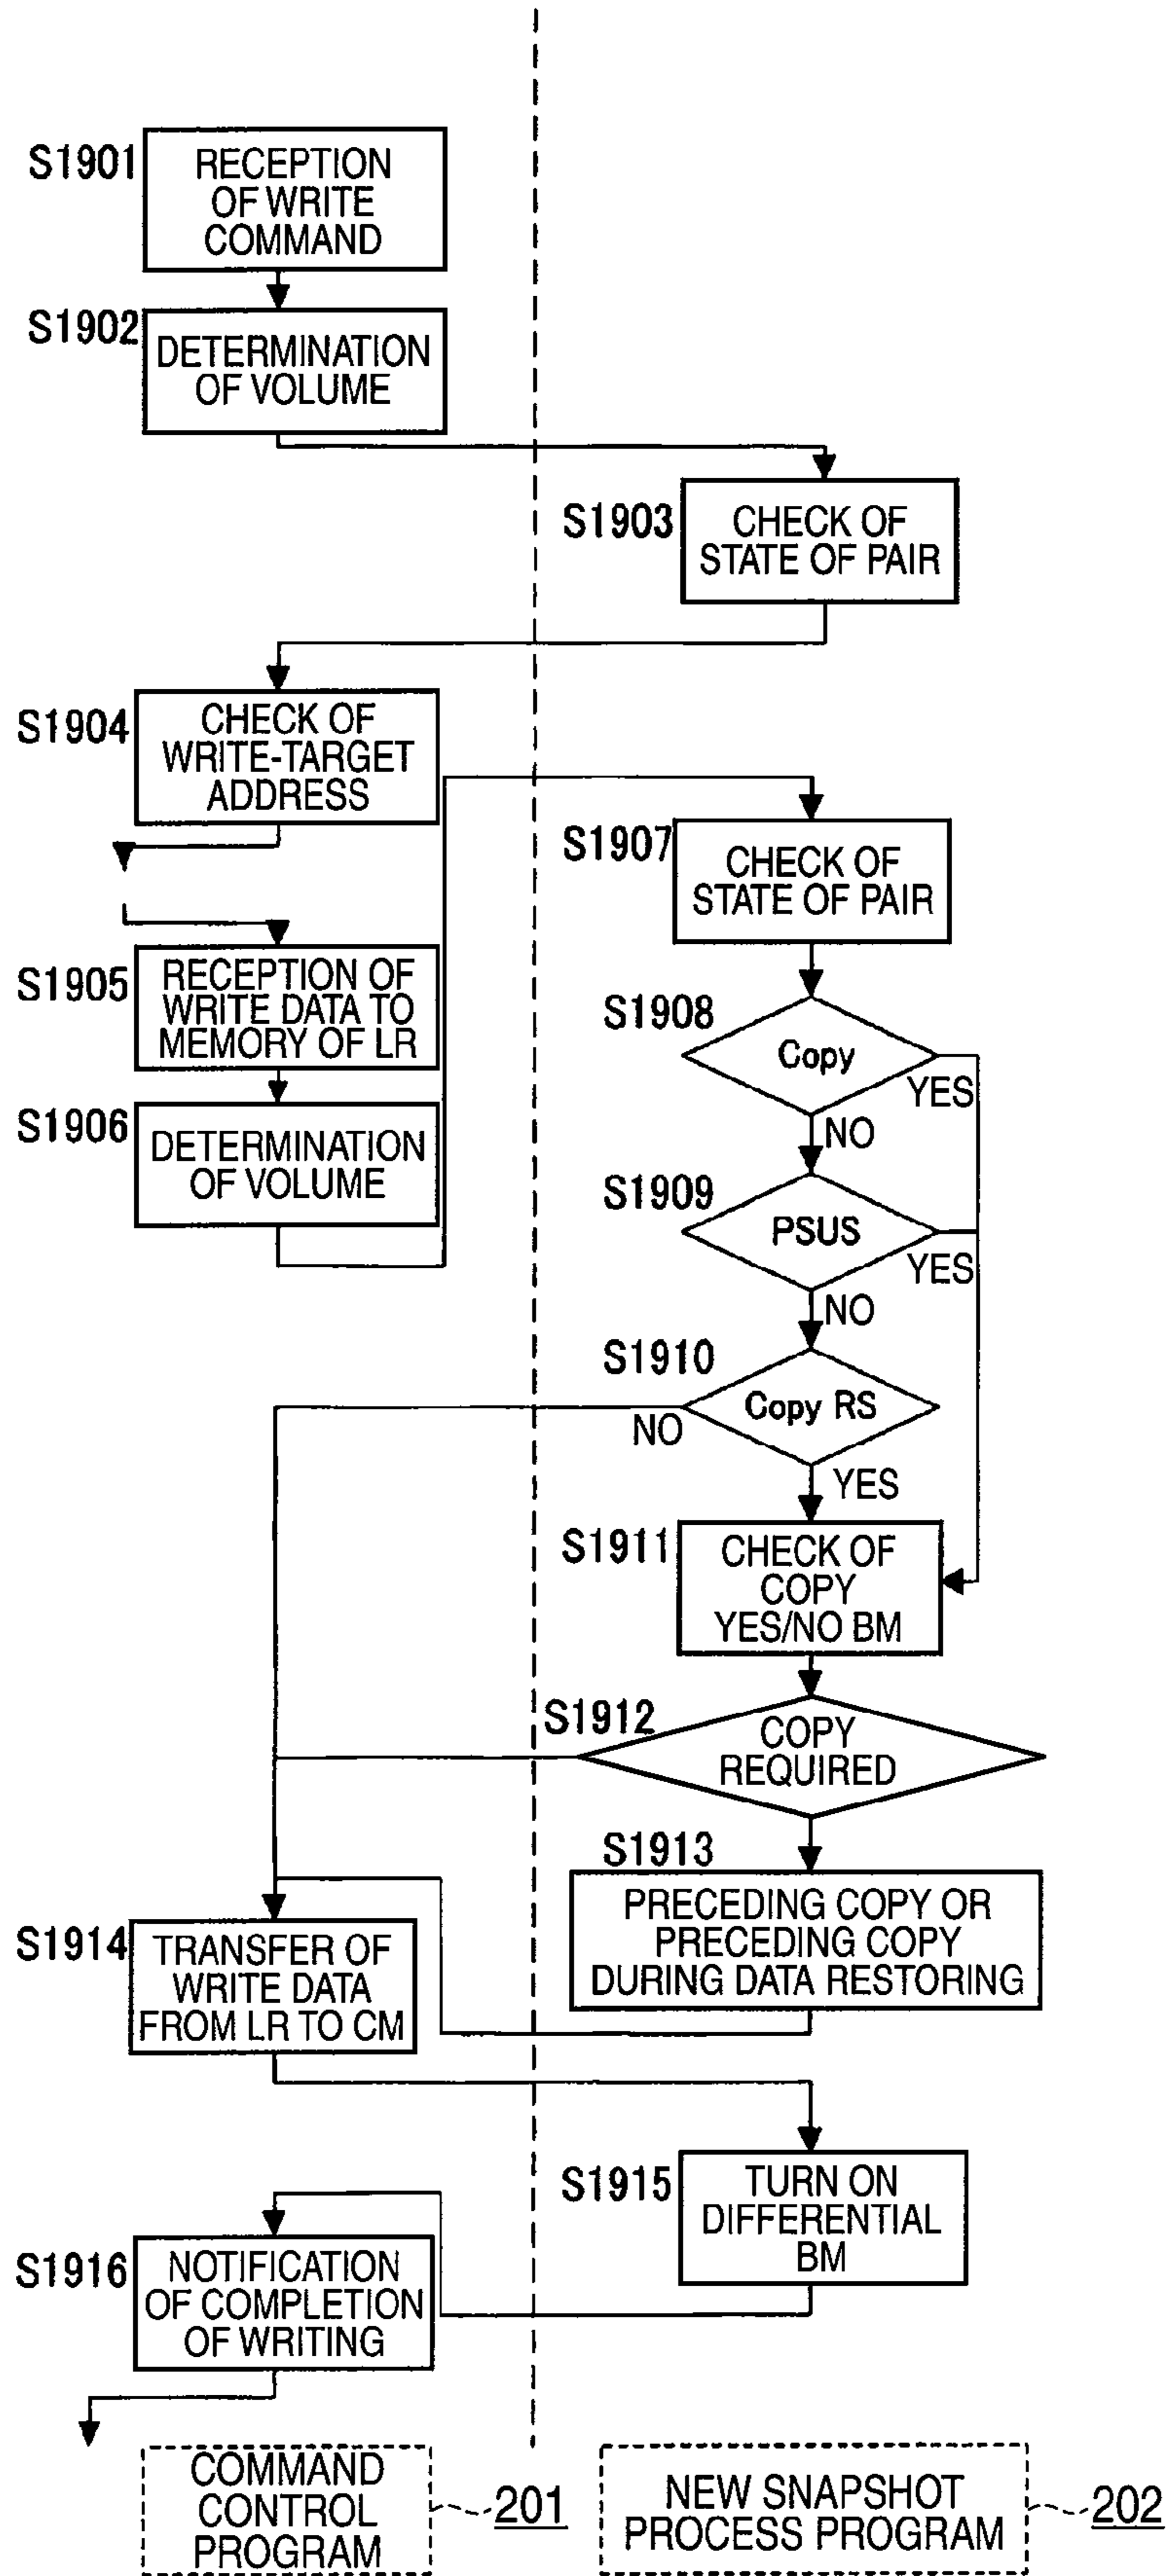 S1901
RECEPTION
OF WRITE
COMMAND
S1902
DETERMINATION
OF VOLUME
S1903
CHECK OF
STATE OF PAIR
S1904
CHECK OF
WRITE-TARGET
ADDRESS
S1905
RECEPTION OF
WRITE DATA TO
MEMORY OF LR
S1906
DETERMINATION
OF VOLUME
S1907
CHECK OF
STATE OF PAIR
S1908
Copy
YES
NO
S1909
PSUS
YES
NO
S1910
Copy RS
NO
YES
S1911
CHECK OF
COPY
YES/NO BM
S1912
COPY
REQUIRED
S1913
PRECEDING COPY OR
PRECEDING COPY
DURING DATA RESTORING
S1914
TRANSFER OF
WRITE DATA
FROM LR TO CM
S1915
TURN ON
DIFFERENTIAL
BM
S1916
NOTIFICATION
OF COMPLETION
OF WRITING
COMMAND
CONTROL
PROGRAM
201
NEW SNAPSHOT
PROCESS PROGRAM
202